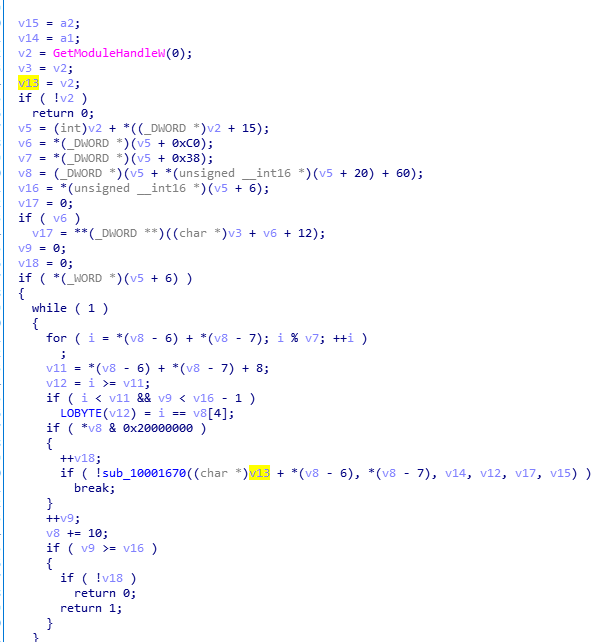 v15 = a2;
v14 = a1;
v2 = GetModuleHandleW(0);
v3 = v2;
v13 = v2;
if ( !v2 )
return 0;
v5 = (int)v2 + *((_DWORD *)v2 + 15);
v6 = *(_DWORD *)(v5 + 0xC0);
v7 = *(_DWORD *)(v5 + 0x38);
v8 = (_DWORD *)(v5 + *(unsigned __int16 *)(v5 + 20) + 60);
v16 = *(unsigned __int16 *)(v5 + 6);
v17 = 0;
if ( v6 )
v17 = **(_DWORD **)((char *)v3 + v6 + 12);
v9 = 0;
v18 = 0;
if ( *(_WORD *)(v5 + 6) )
{
while ( 1 )
{
for ( i = *(v8 - 6) + *(v8 - 7); i % v7; ++i )
;
v11 = *(v8 - 6) + *(v8 - 7) + 8;
v12 = i >= v11;
if ( i < v11 && v9 < v16 - 1 )
LOBYTE(v12) = i == v8[4];
if ( *v8 & 0x20000000 )
{
++v18;
if ( !sub_10001670((char *)v13 + *(v8 - 6), *(v8 - 7), v14, v12, v17, v15) )
break;
}
++v9;
v8 += 10;
if ( v9 >= v16 )
{
if ( !v18 )
return 0;
return 1;
}
}